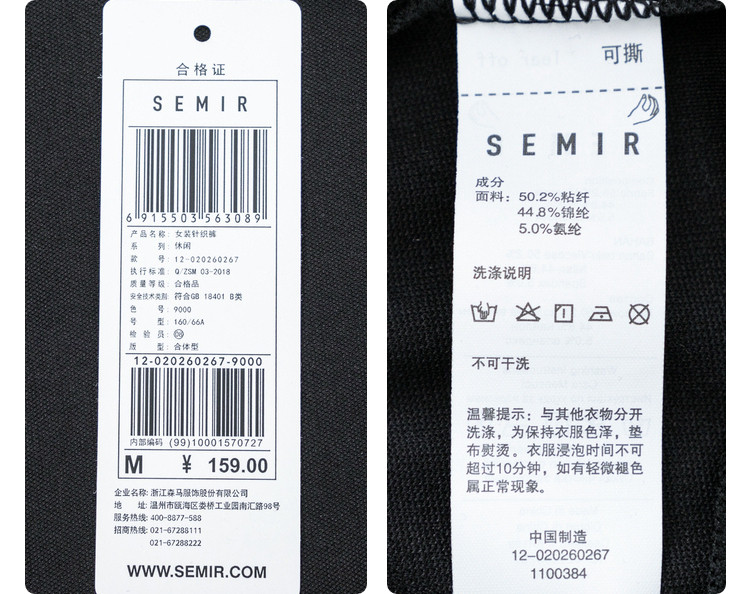 合格证
SEMIR
6 915503 563089
产品名称: 女装针织裤
系 列: 休闲
款 号: 12-020260267
执行标准: Q/ZSM 03-2018
质量等级: 合格品
安全技术类别: 符合GB 18401 B类
色 号: 9000
号 型: 160/66A
检 验 员: 
版 型: 合体型
12-020260267-9000
内部编码 (99)10001570727
M ¥ 159.00
企业名称: 浙江森马服饰股份有限公司
地 址: 温州市瓯海区娄桥工业园南汇路98号
服务热线: 400-8877-588
招商热线: 021-67288111
021-67288222
WWW.SEMIR.COM
可撕
SEMIR
成分
面料: 50.2%粘纤
44.8%锦纶
5.0%氨纶
洗涤说明
不可干洗
温馨提示: 与其他衣物分开
洗涤，为保持衣服色泽，垫
布熨烫。衣服浸泡时间不可
超过10分钟，如有轻微褪色
属正常现象。
中国制造
12-020260267
1100384